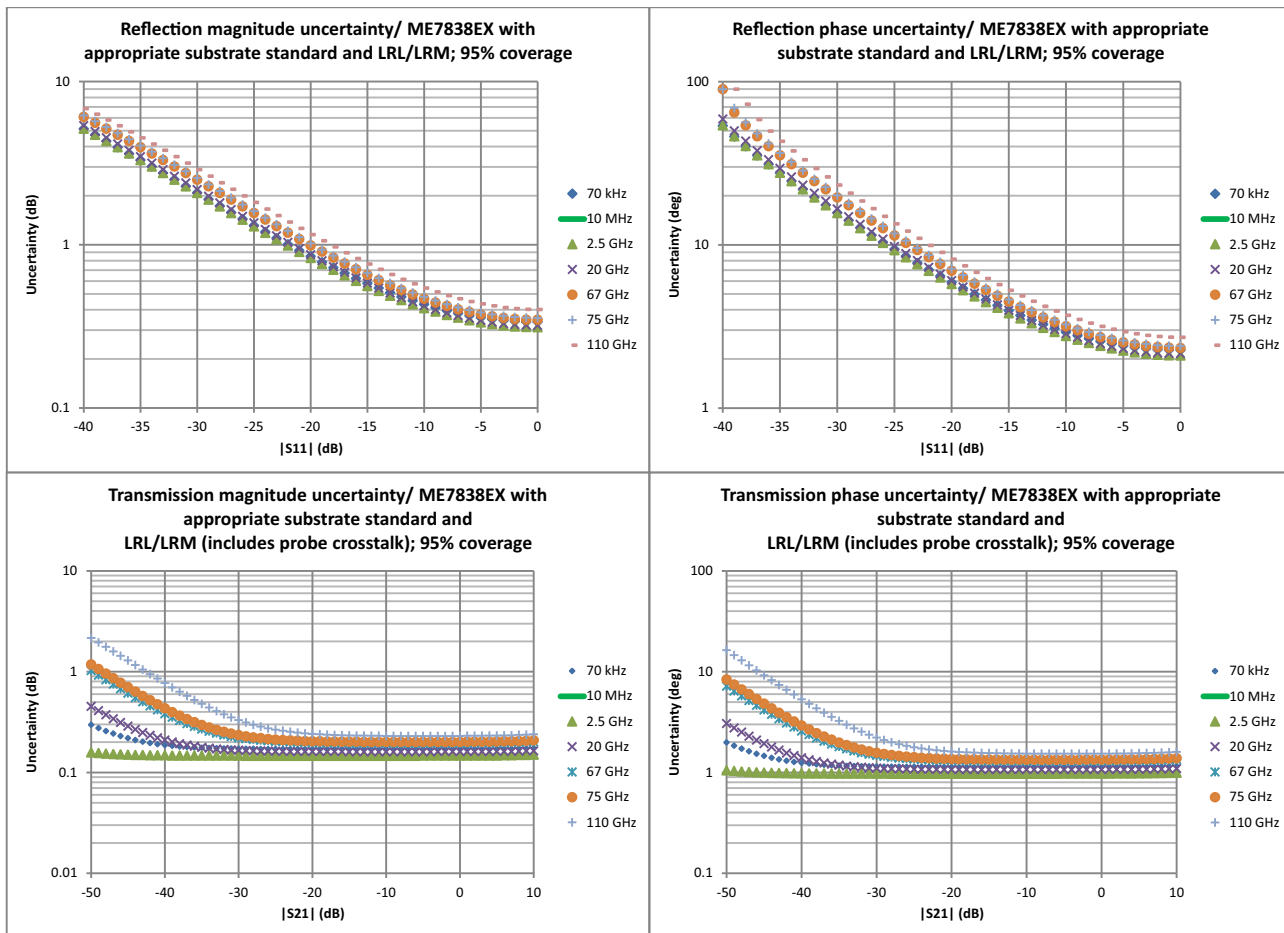 Reflection magnitude uncertainty/ ME7838EX with
appropriate substrate standard and LRL/LRM; 95% coverage
10
1
0.1
Uncertainty (dB)
-40 -35 -30 -25 -20 -15 -10 -5 0
|S11| (dB)
70 kHz
10 MHz
2.5 GHz
20 GHz
67 GHz
75 GHz
110 GHz
Reflection phase uncertainty/ ME7838EX with appropriate
substrate standard and LRL/LRM; 95% coverage
100
10
1
Uncertainty (deg)
-40 -35 -30 -25 -20 -15 -10 -5 0
|S11| (dB)
70 kHz
10 MHz
2.5 GHz
20 GHz
67 GHz
75 GHz
110 GHz
Transmission magnitude uncertainty/ ME7838EX with
appropriate substrate standard and
LRL/LRM (includes probe crosstalk); 95% coverage
10
1
0.1
0.01
Uncertainty (dB)
-50 -40 -30 -20 -10 0 10
|S21| (dB)
70 kHz
10 MHz
2.5 GHz
20 GHz
67 GHz
75 GHz
110 GHz
Transmission phase uncertainty/ ME7838EX with appropriate
substrate standard and
LRL/LRM (includes probe crosstalk); 95% coverage
100
10
1
0.1
Uncertainty (deg)
-50 -40 -30 -20 -10 0 10
|S21| (dB)
70 kHz
10 MHz
2.5 GHz
20 GHz
67 GHz
75 GHz
110 GHz